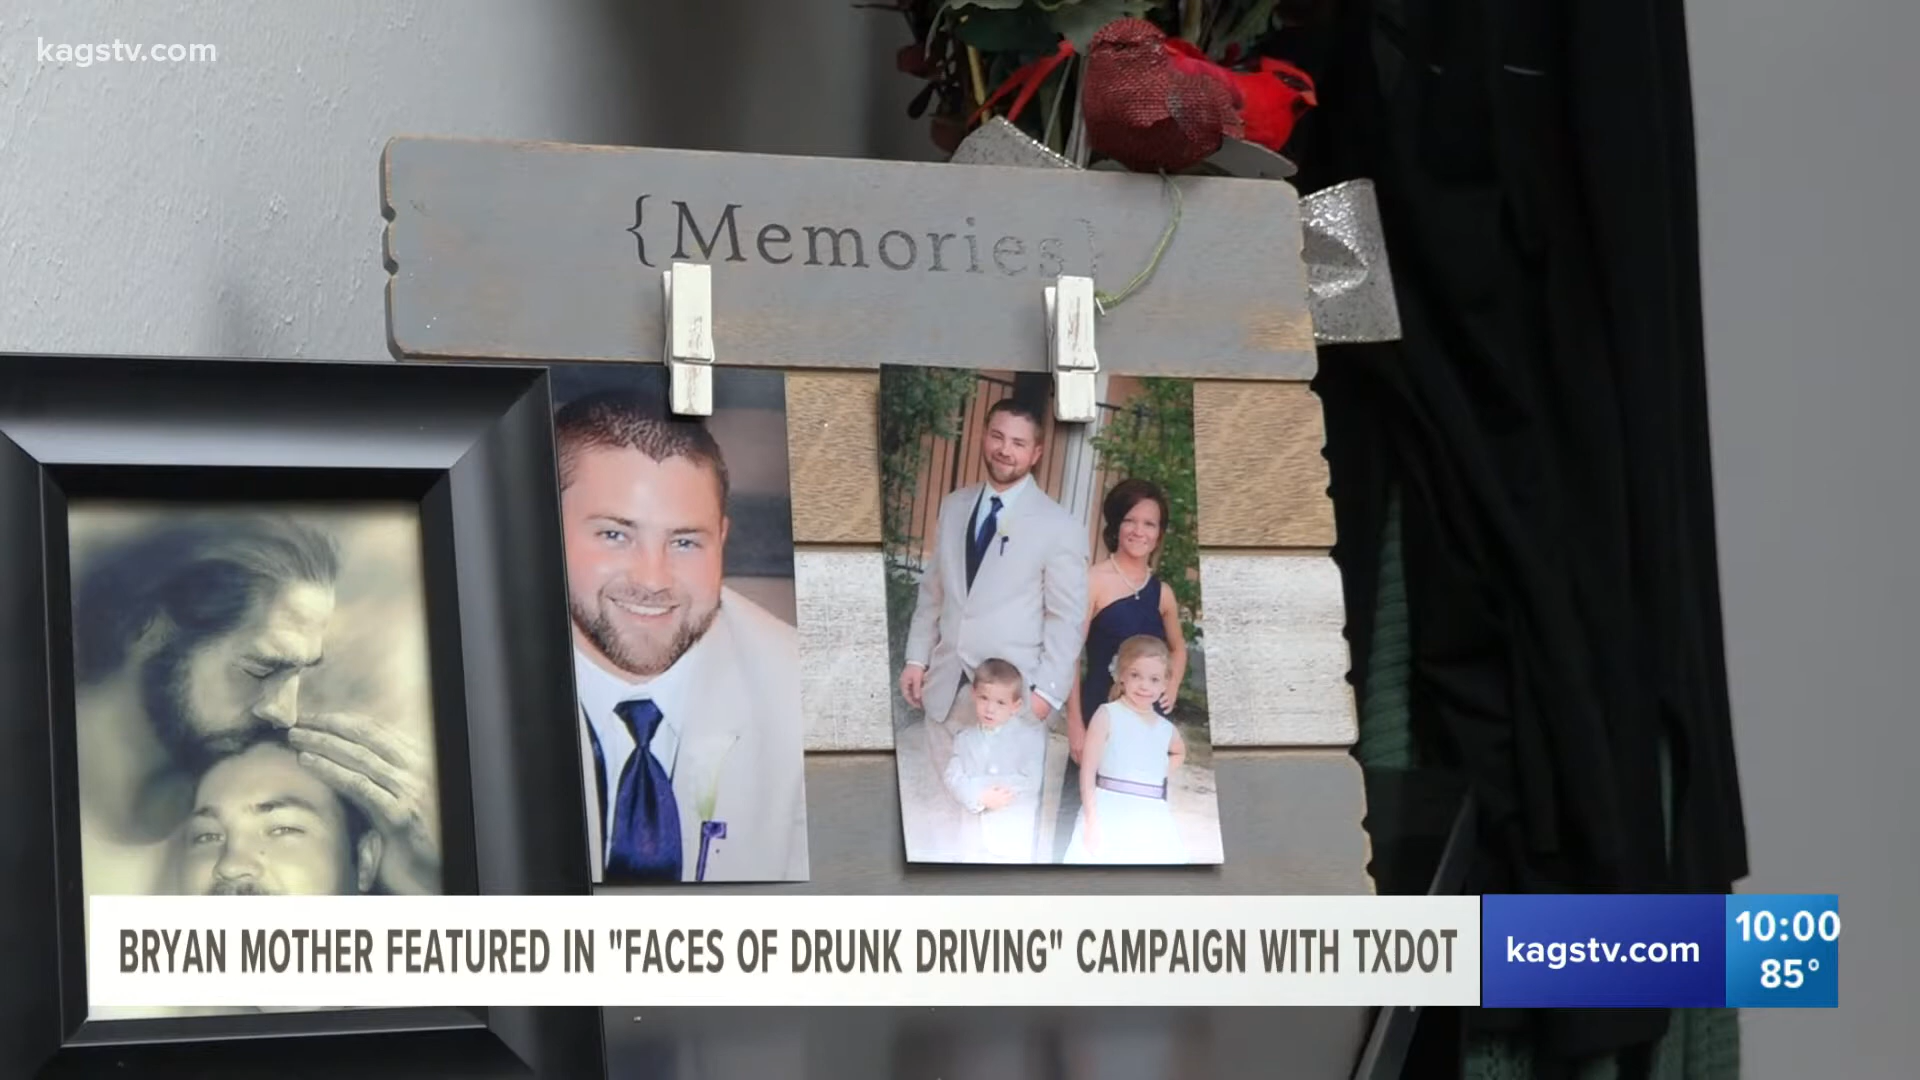 kagstv.com
{Memories}
BRYAN MOTHER FEATURED IN "FACES OF DRUNK DRIVING" CAMPAIGN WITH TXDOT
kagstv.com
10:00
85°